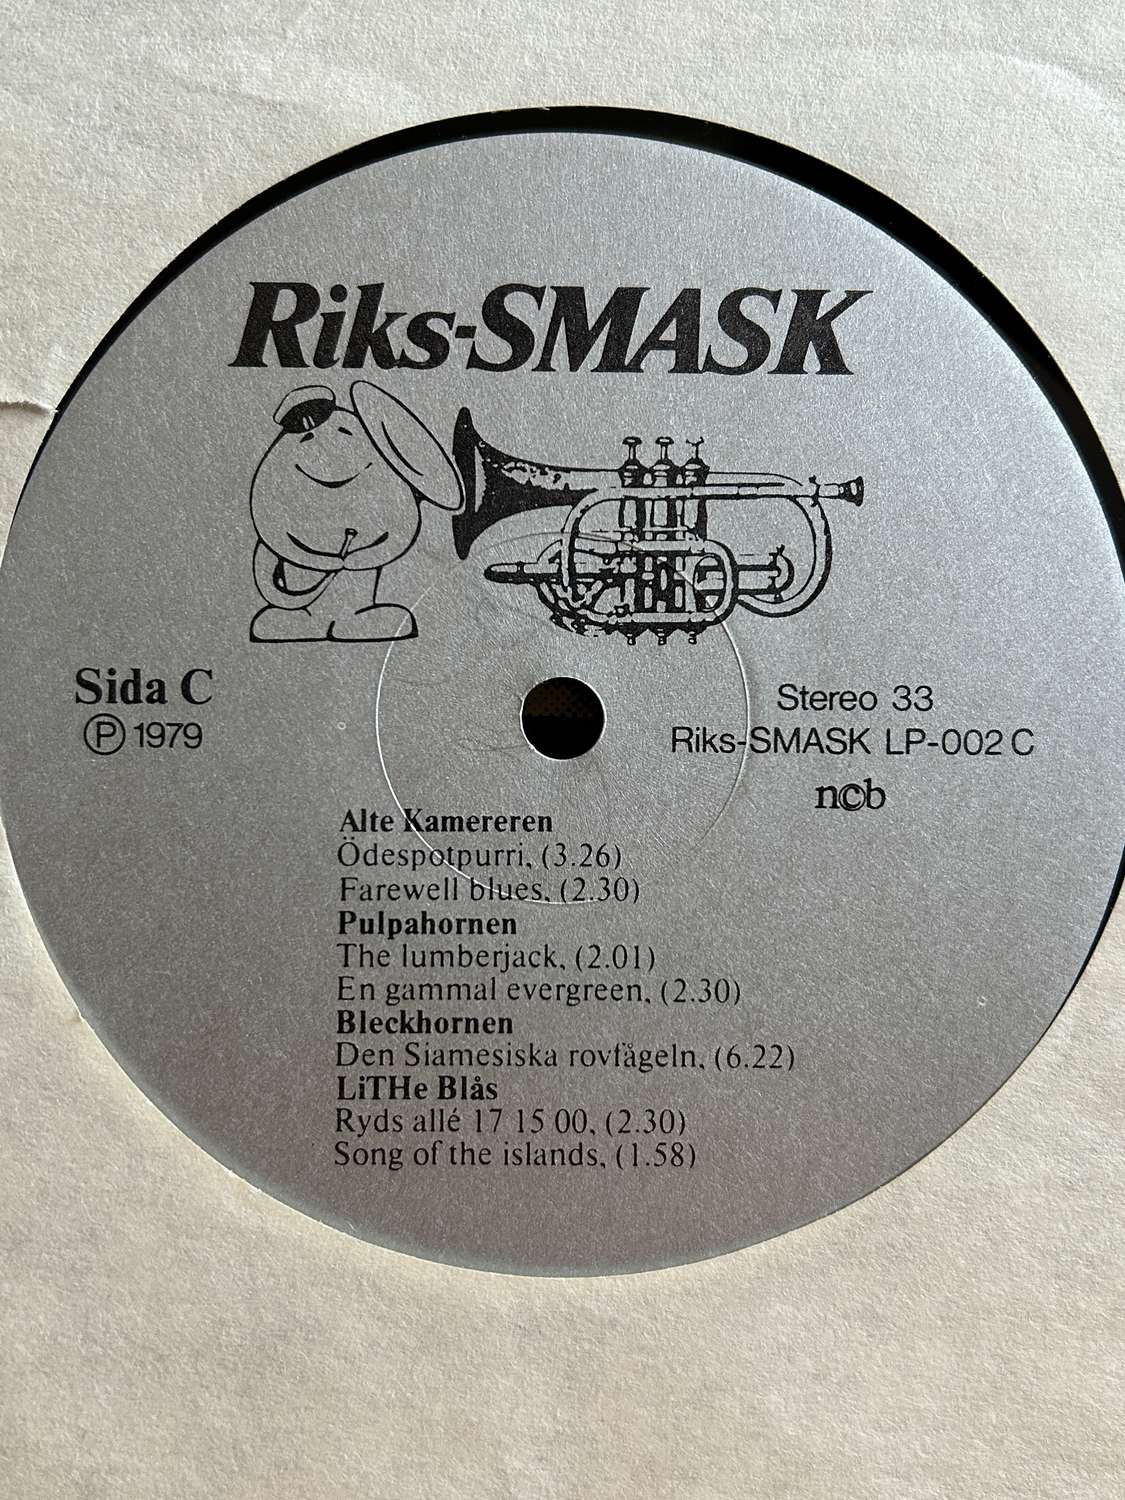 Riks-SMASK
Sida C
Ⓟ 1979
Stereo 33
Riks-SMASK LP-002 C
n©b
Alte Kamereren
Ödespotpurri, (3.26)
Farewell blues, (2.30)
Pulpahornen
The lumberjack, (2.01)
En gammal evergreen, (2.30)
Bleckhornen
Den Siamesiska rovfågeln, (6.22)
LiTHe Blås
Ryds allé 17 15 00, (2.30)
Song of the islands, (1.58)